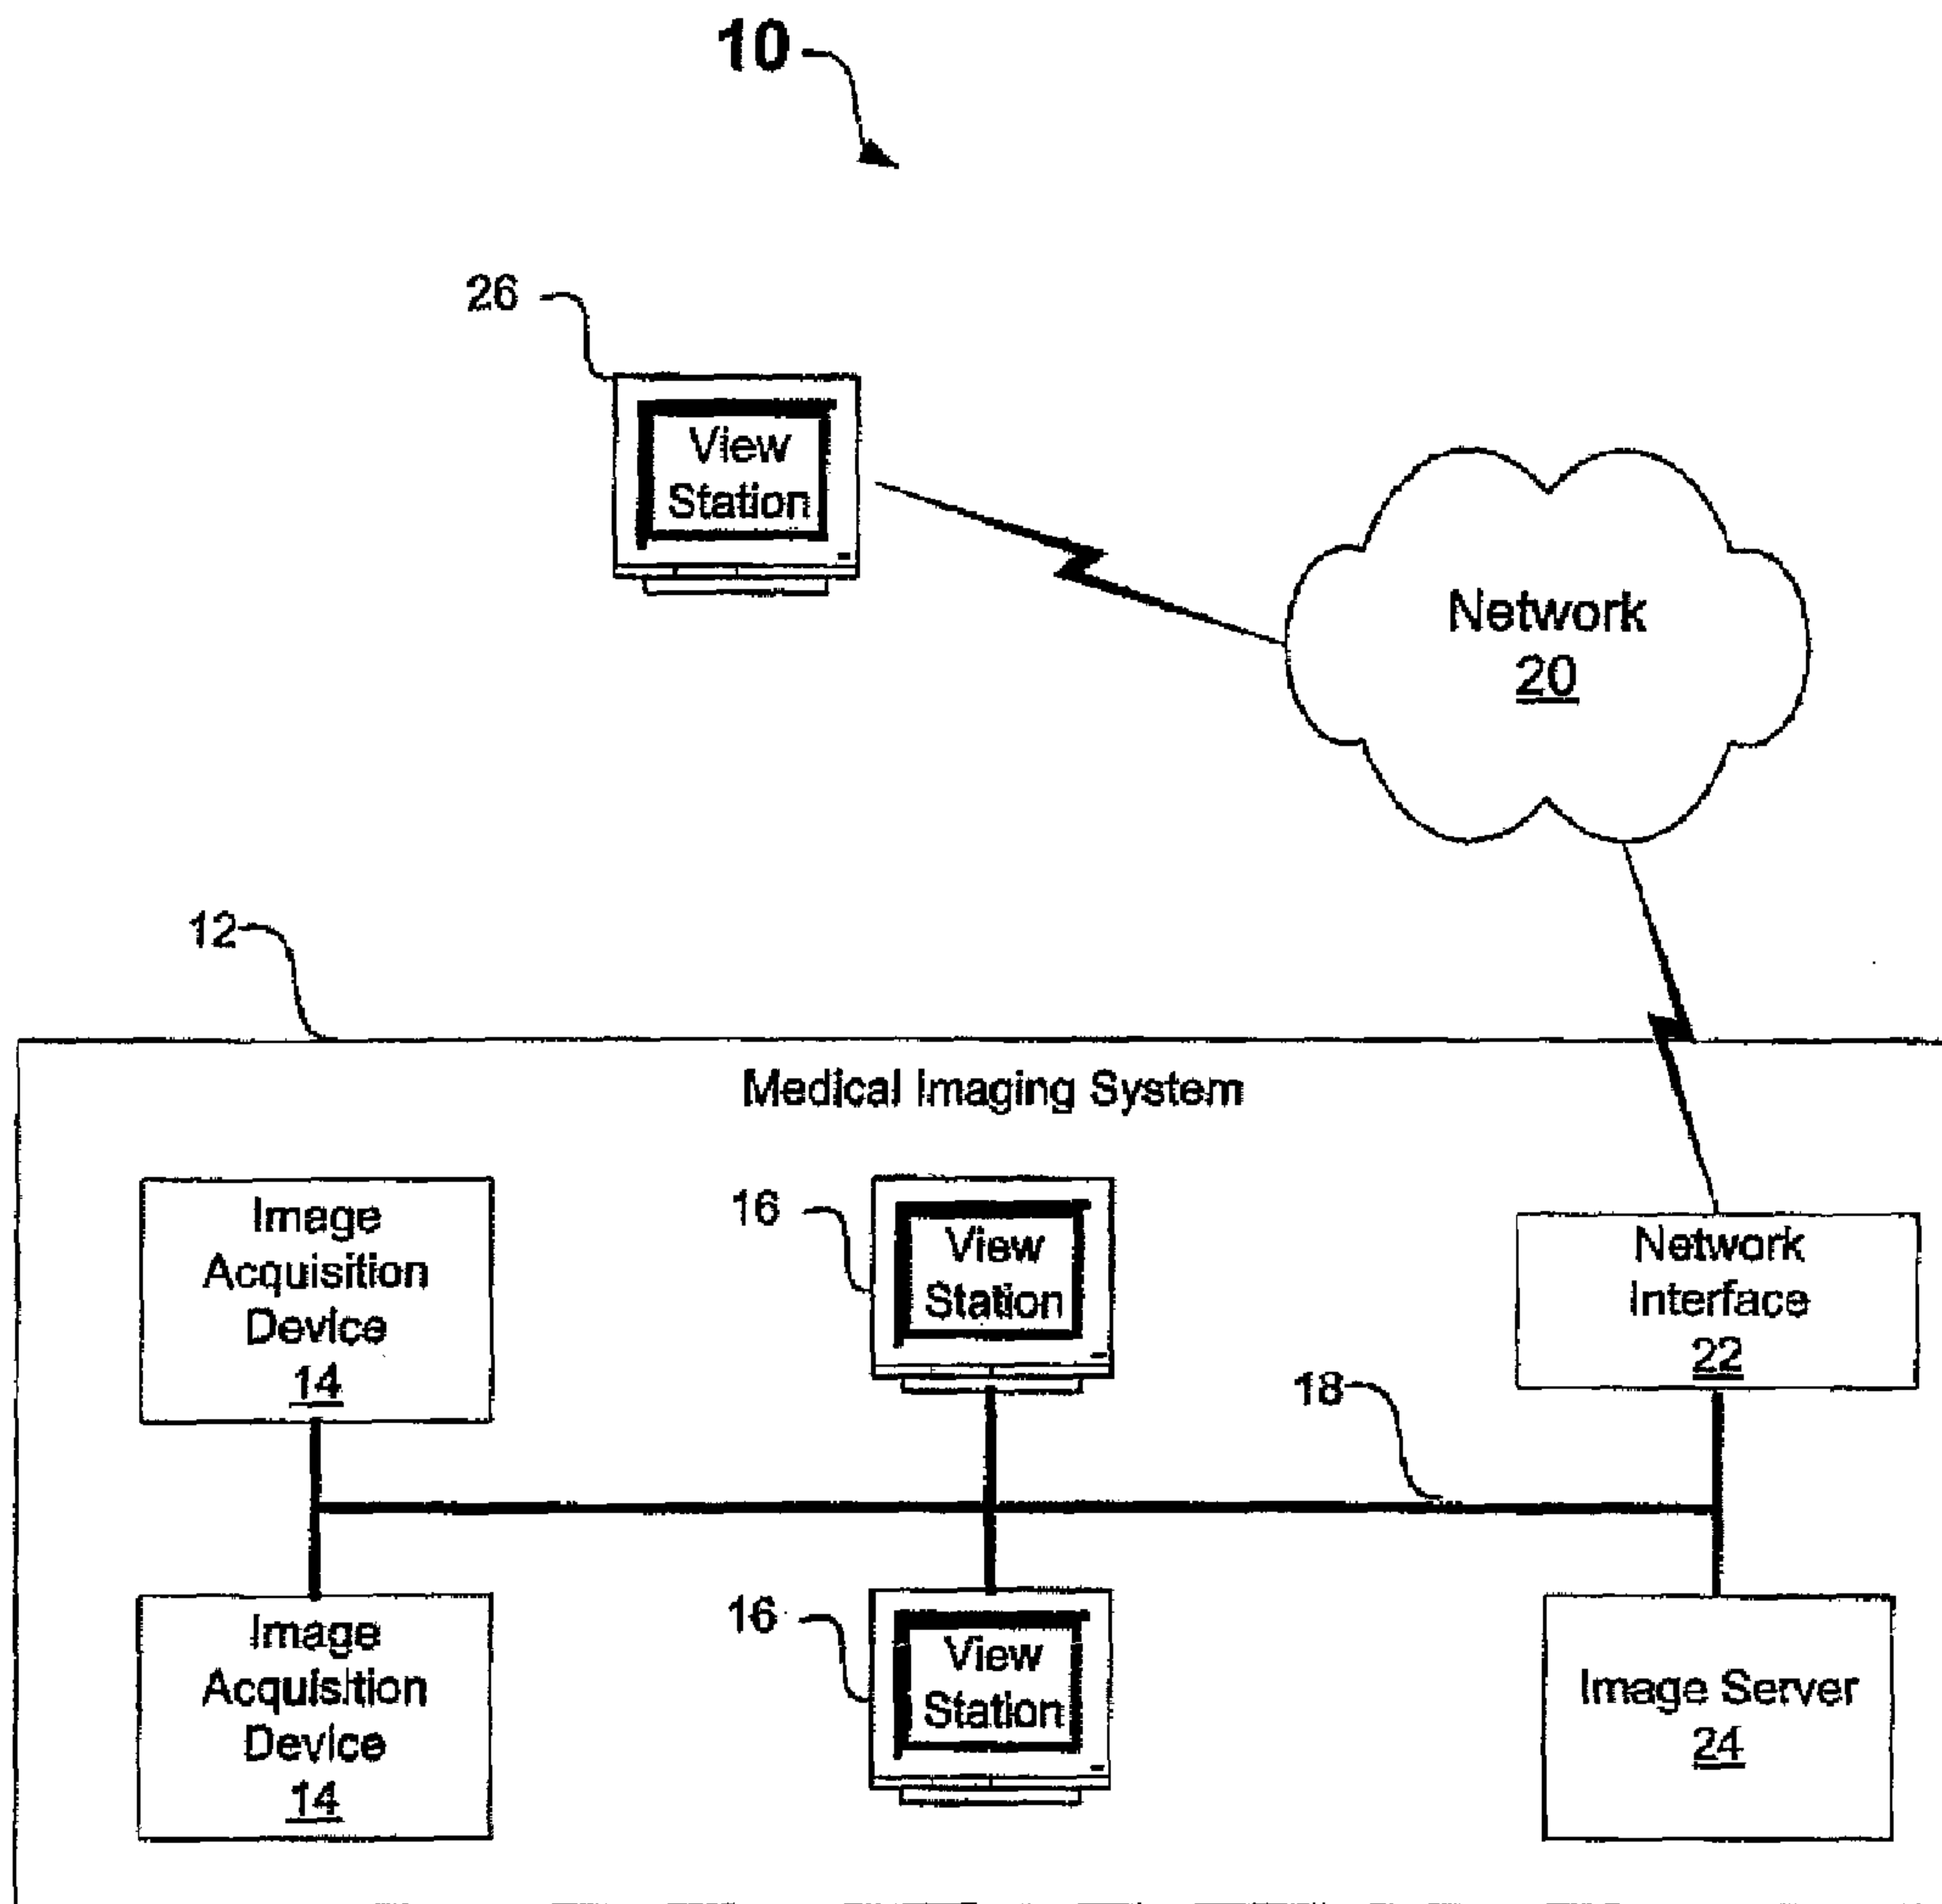 10
26
View
Station
Network
20
12
Medical Imaging System
Image
Acquisition
Device
14
16
View
Station
Network
Interface
22
18
Image
Acquisition
Device
14
16
View
Station
Image Server
24